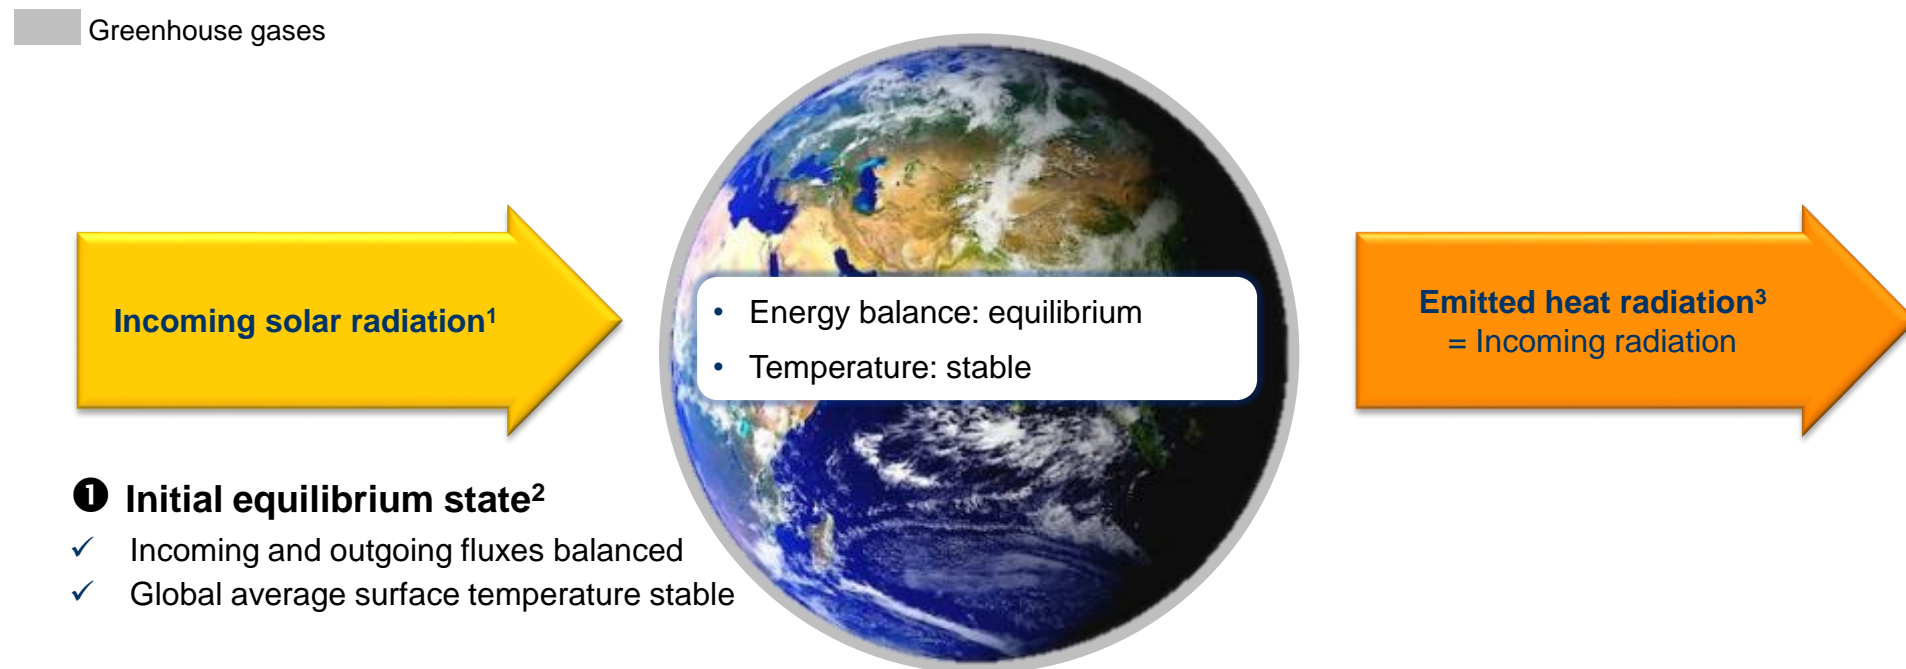 Greenhouse gases
Incoming solar radiation¹
• Energy balance: equilibrium
• Temperature: stable
Emitted heat radiation³
= Incoming radiation
❶ Initial equilibrium state²
✓ Incoming and outgoing fluxes balanced
✓ Global average surface temperature stable